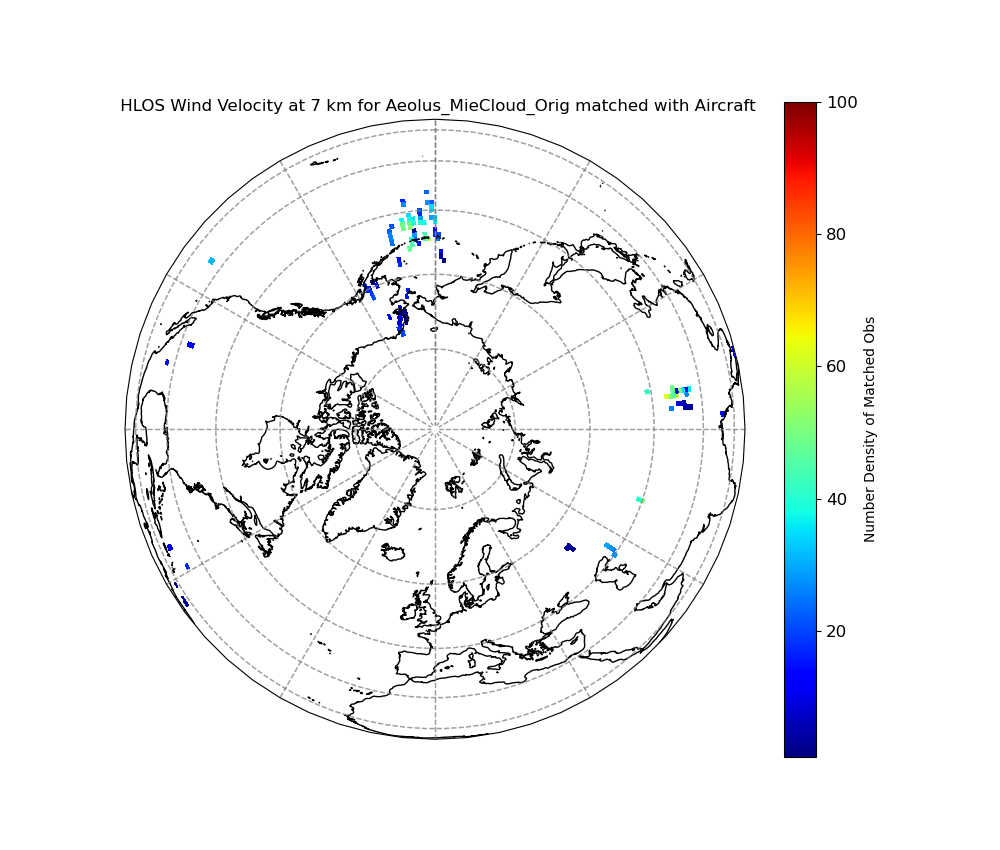 HLOS Wind Velocity at 7 km for Aeolus_MieCloud_Orig matched with Aircraft
100
80
60
40
20
Number Density of Matched Obs